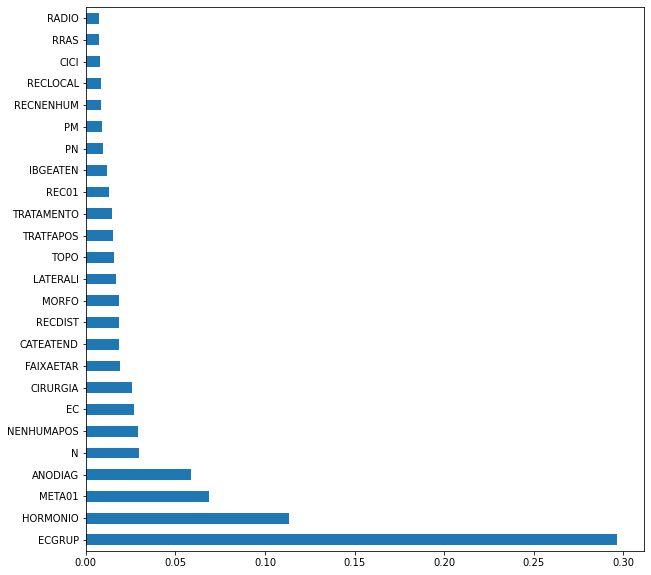 RADIO
RRAS
CICI
RECLOCAL
RECNENHUM
PM
PN
IBGEATEN
REC01
TRATAMENTO
TRATFAPOS
TOPO
LATERALI
MORFO
RECDIST
CATEATEND
FAIXAETAR
CIRURGIA
EC
NENHUMAPOS
N
ANODIAG
META01
HORMONIO
ECGRUP
0.00 0.05 0.10 0.15 0.20 0.25 0.30